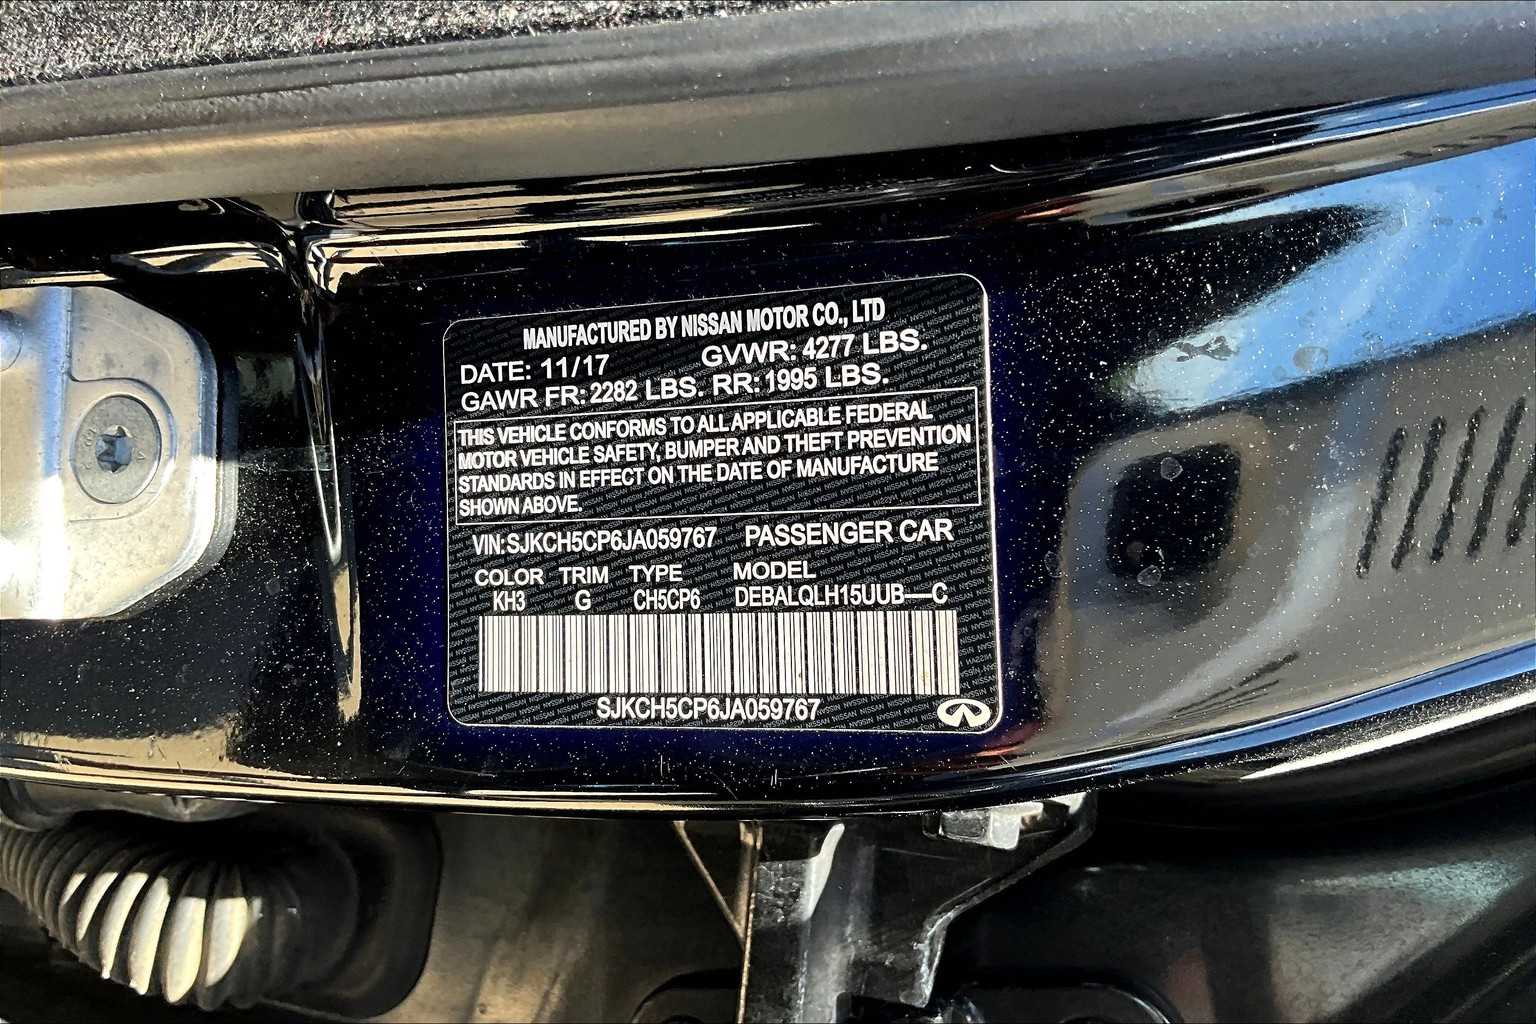 MANUFACTURED BY NISSAN MOTOR CO., LTD
DATE: 11/17 GVWR: 4277 LBS.
GAWR FR: 2282 LBS. RR: 1995 LBS.
THIS VEHICLE CONFORMS TO ALL APPLICABLE FEDERAL
MOTOR VEHICLE SAFETY, BUMPER AND THEFT PREVENTION
STANDARDS IN EFFECT ON THE DATE OF MANUFACTURE
SHOWN ABOVE.
VIN: SJKCH5CP6JA059767 PASSENGER CAR
COLOR TRIM TYPE MODEL
KH3 G CH5CP6 DEBALQLH15UUB—C
SJKCH5CP6JA059767